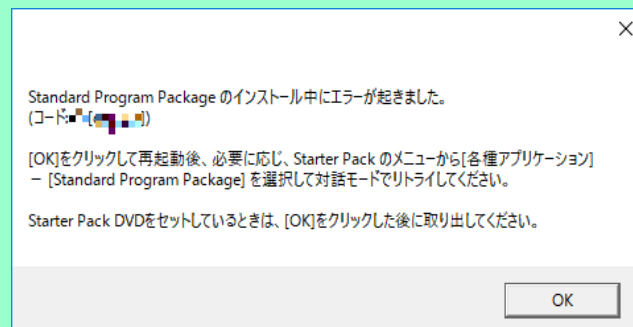 Standard Program Package のインストール中にエラーが起きました。
(コード:[])
[OK]をクリックして再起動後、必要に応じ、Starter Pack のメニューから[各種アプリケーション]
－ [Standard Program Package] を選択して対話モードでリトライしてください。
Starter Pack DVDをセットしているときは、[OK]をクリックした後に取り出してください。
OK